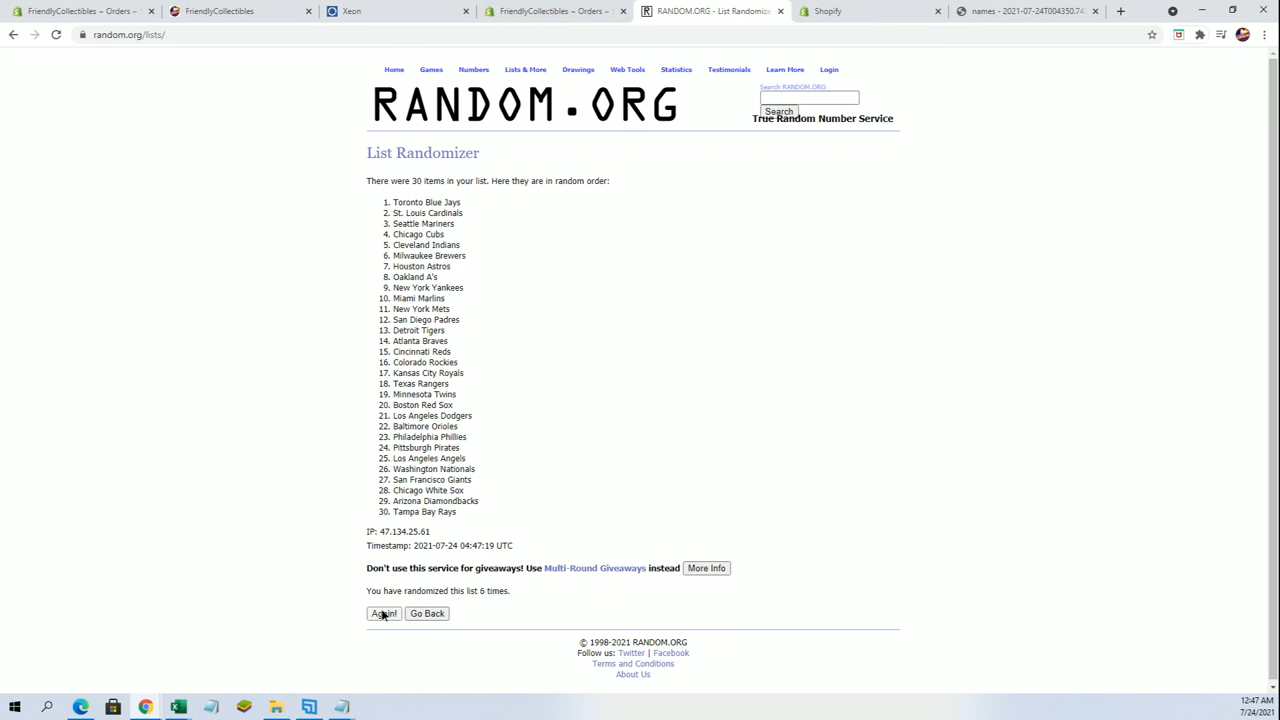 FriendlyCollectibles ~ Orders ~ S
FriendlyCollectibles
Xeon
FriendlyCollectibles ~ Orders ~ S
RANDOM.ORG - List Randomizer
Shopify
names - 2021-07-24T004350.74
random.org/lists/
Home Games Numbers Lists & More Drawings Web Tools Statistics Testimonials Learn More Login
Search RANDOM.ORG
RANDOM.ORG
Search
True Random Number Service
List Randomizer
There were 30 items in your list. Here they are in random order:
1. Toronto Blue Jays
2. St. Louis Cardinals
3. Seattle Mariners
4. Chicago Cubs
5. Cleveland Indians
6. Milwaukee Brewers
7. Houston Astros
8. Oakland A's
9. New York Yankees
10. Miami Marlins
11. New York Mets
12. San Diego Padres
13. Detroit Tigers
14. Atlanta Braves
15. Cincinnati Reds
16. Colorado Rockies
17. Kansas City Royals
18. Texas Rangers
19. Minnesota Twins
20. Boston Red Sox
21. Los Angeles Dodgers
22. Baltimore Orioles
23. Philadelphia Phillies
24. Pittsburgh Pirates
25. Los Angeles Angels
26. Washington Nationals
27. San Francisco Giants
28. Chicago White Sox
29. Arizona Diamondbacks
30. Tampa Bay Rays
IP: 47.134.25.61
Timestamp: 2021-07-24 04:47:19 UTC
Don't use this service for giveaways! Use Multi-Round Giveaways instead More Info
You have randomized this list 6 times.
Again! Go Back
© 1998-2021 RANDOM.ORG
Follow us: Twitter | Facebook
Terms and Conditions
About Us
12:47 AM
7/24/2021